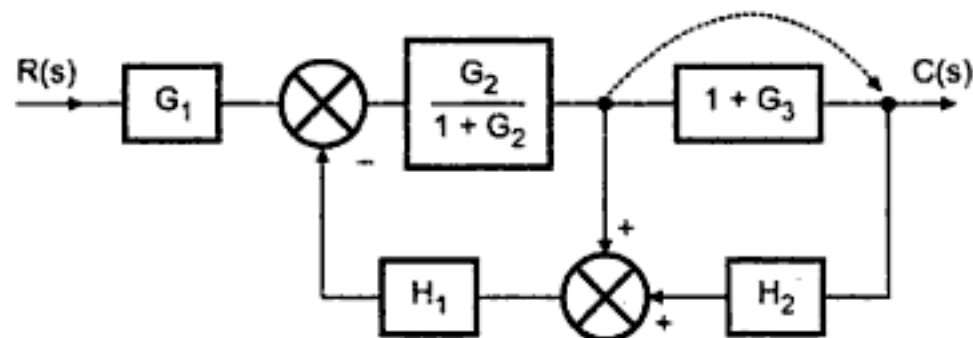 R(s)
G₁
G₂
1 + G₂
1 + G₃
C(s)
–
+
H₁
+
H₂